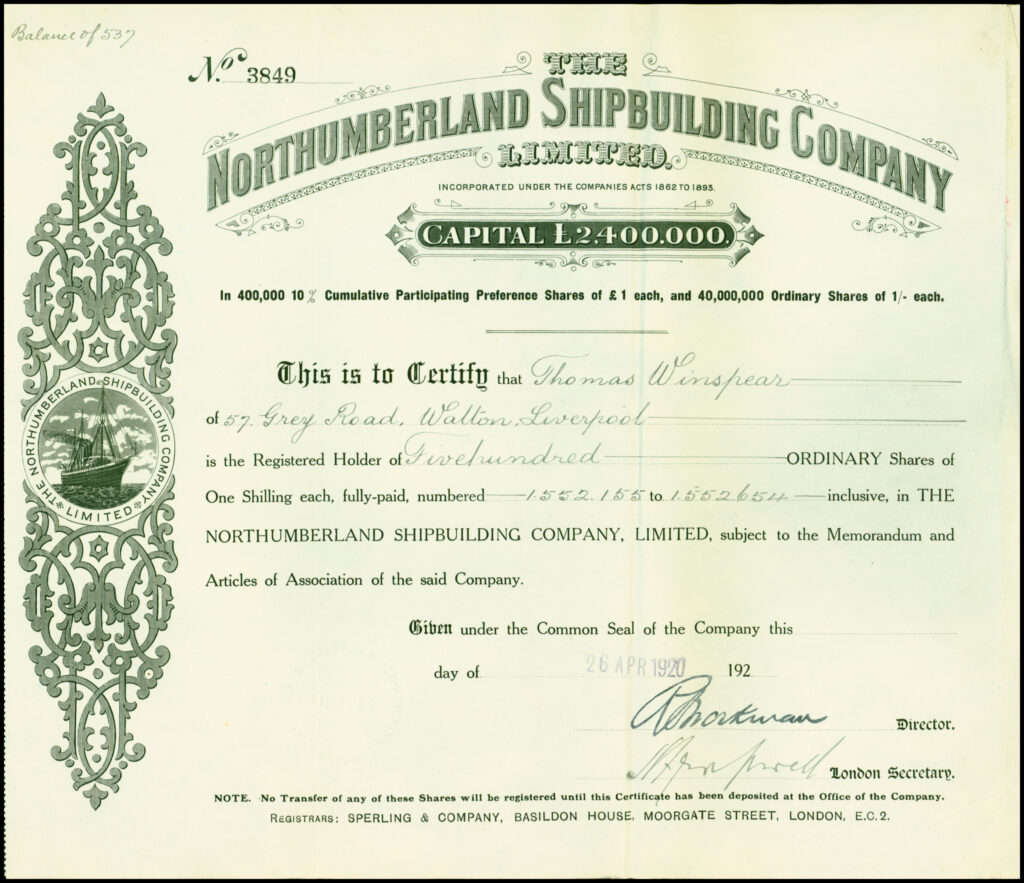 Balance of 537
No 3849
THE
NORTHUMBERLAND SHIPBUILDING COMPANY
LIMITED.
INCORPORATED UNDER THE COMPANIES ACTS 1862 TO 1893.
CAPITAL £2,400.000.
In 400,000 10% Cumulative Participating Preference Shares of £1 each, and 40,000,000 Ordinary Shares of 1/- each.
This is to Certify that Thomas Winspear
of 57. Grey Road, Walton, Liverpool
is the Registered Holder of Fivehundred ORDINARY Shares of
One Shilling each, fully-paid, numbered 1.552.155 to 1.552.654 inclusive, in THE
NORTHUMBERLAND SHIPBUILDING COMPANY, LIMITED, subject to the Memorandum and
Articles of Association of the said Company.
THE NORTHUMBERLAND SHIPBUILDING COMPANY LIMITED
Given under the Common Seal of the Company this
day of 26 APR 1920 192
Director.
London Secretary.
NOTE. No Transfer of any of these Shares will be registered until this Certificate has been deposited at the Office of the Company.
REGISTRARS: SPERLING & COMPANY, BASILDON HOUSE, MOORGATE STREET, LONDON, E.C.2.